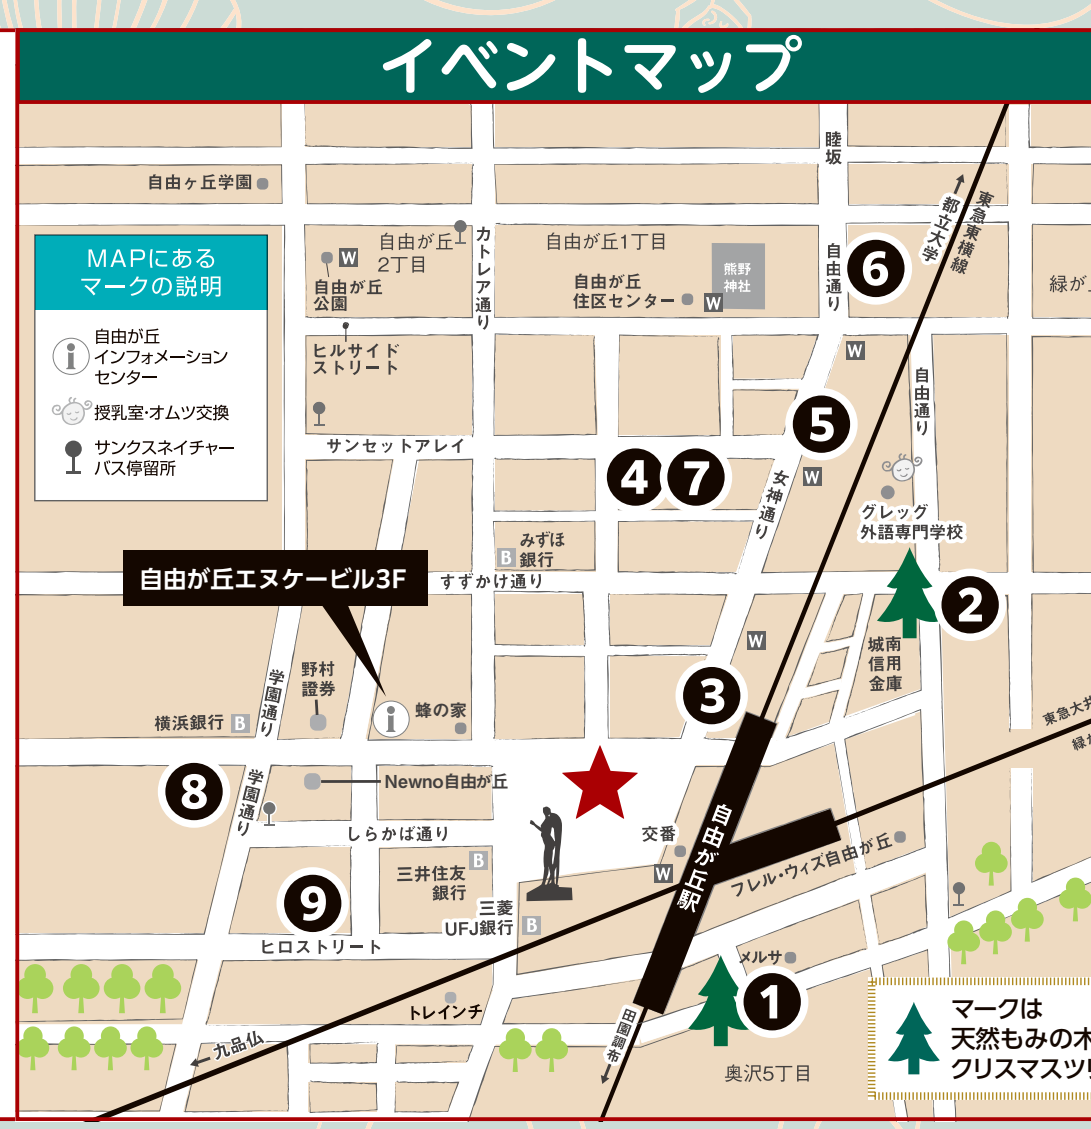 イベントマップ
睦坂
自由ヶ丘学園
東急東横線
都立大学
MAPにある
マークの説明
自由が丘
インフォメーション
センター
授乳室・オムツ交換
サンクスネイチャー
バス停留所
自由が丘
2丁目
W
自由が丘
公園
カトレア通り
自由が丘1丁目
自由が丘
住区センター
熊野
神社
W
自由通り
6
緑が
ヒルサイド
ストリート
W
自由通り
5
サンセットアレイ
4
7
女神通り
W
グレッグ
外語専門学校
B
みずほ
銀行
自由が丘エヌケービル3F
すずかけ通り
2
W
城南
信用
金庫
学園通り
野村
證券
3
横浜銀行
B
i
蜂の家
東急大井
緑が
8
学園通り
Newno自由が丘
しらかば通り
交番
自由が丘駅
フレル・ウィズ自由が丘
三井住友
銀行
B
W
9
三菱
UFJ銀行
B
ヒロストリート
メルサ
1
トレインチ
九品仏
田園調布
奥沢5丁目
マークは
天然もみの木
クリスマスツリ